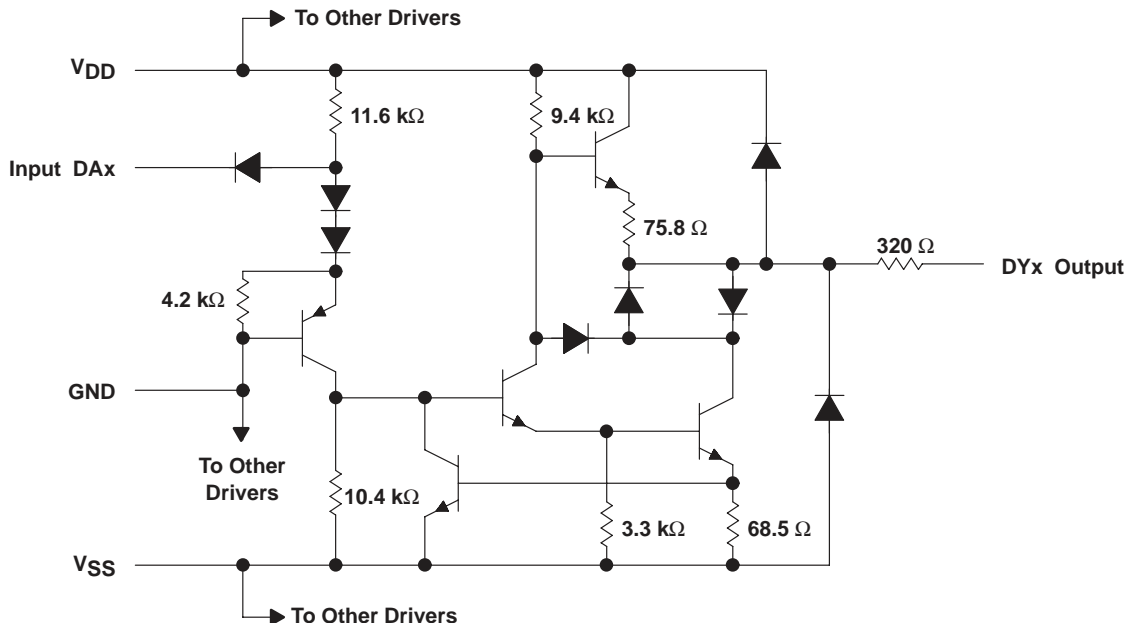 To Other Drivers
VDD
11.6 kΩ
9.4 kΩ
Input DAx
75.8 Ω
320 Ω
DYx Output
4.2 kΩ
GND
To Other
Drivers
10.4 kΩ
3.3 kΩ
68.5 Ω
VSS
To Other Drivers